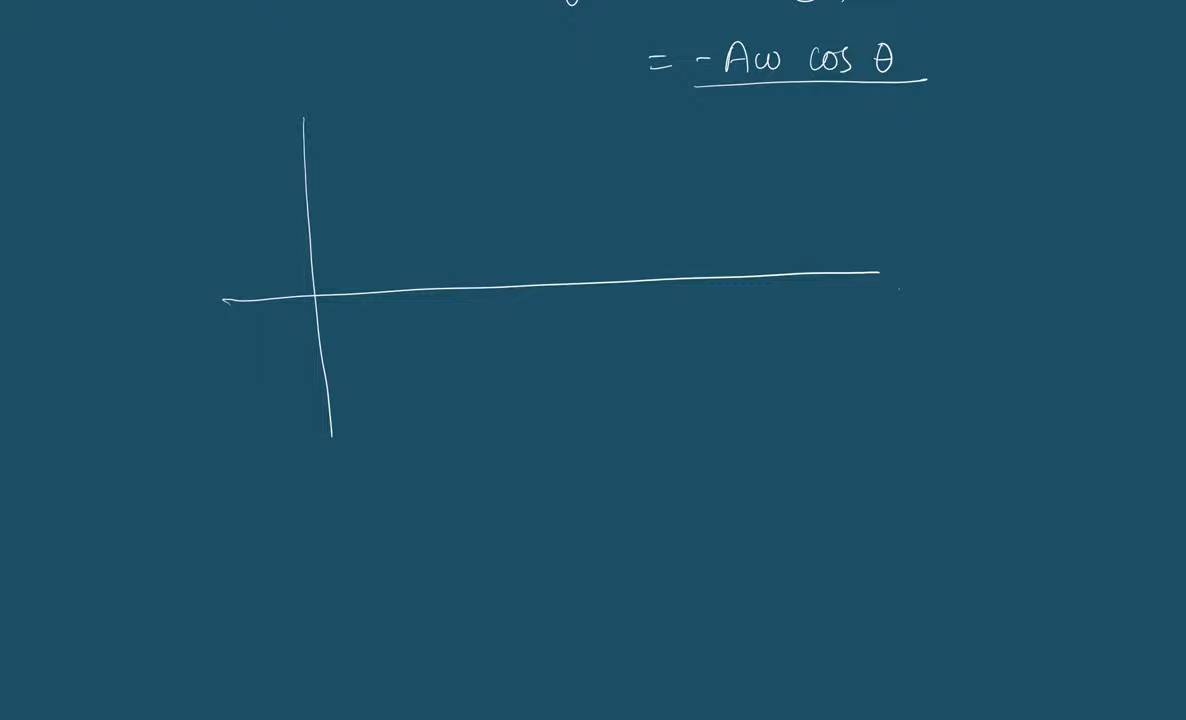 = - Aω cos θ